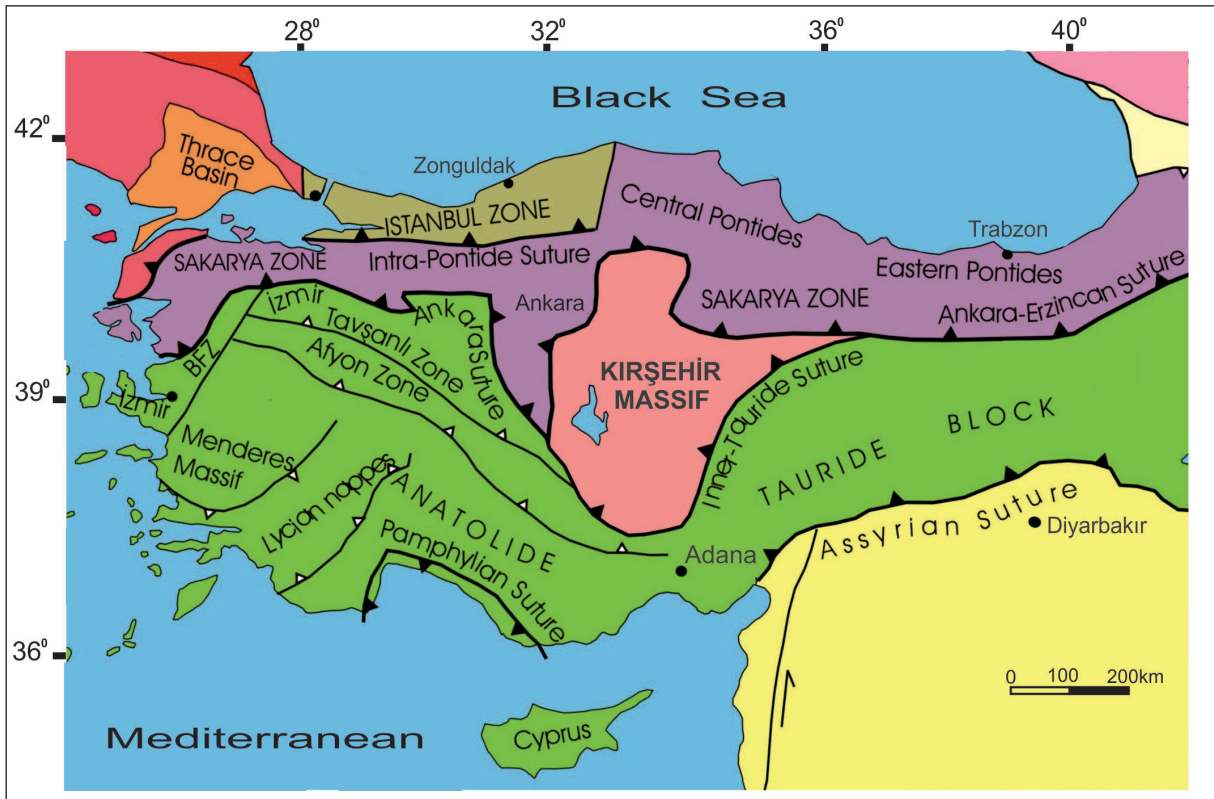 28⁰ 32⁰ 36⁰ 40⁰
Black Sea
42⁰
Thrace
Basin
Zonguldak
ISTANBUL ZONE
Central Pontides
Trabzon
SAKARYA ZONE
Intra-Pontide Suture
Eastern Pontides
Ankara
SAKARYA ZONE
Ankara-Erzincan Suture
İzmir
Ankara Suture
Tavşanlı Zone
Afyon Zone
BFZ
KIRŞEHİR
MASSIF
39⁰
İzmir
Inner-Tauride Suture
TAURIDE BLOCK
Menderes
Massif
Lycian nappes
ANATOLIDE
Pamphylian Suture
Adana
Assyrian Suture
Diyarbakır
36⁰
0 100 200km
Cyprus
Mediterranean